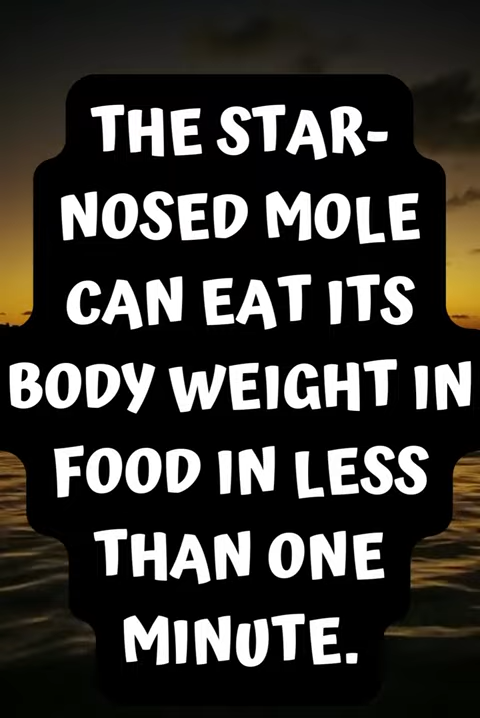 THE STAR-
NOSED MOLE
CAN EAT ITS
BODY WEIGHT IN
FOOD IN LESS
THAN ONE
MINUTE.